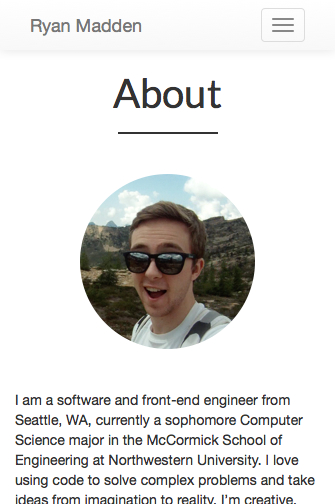 Ryan Madden
About
I am a software and front-end engineer from
Seattle, WA, currently a sophomore Computer
Science major in the McCormick School of
Engineering at Northwestern University. I love
using code to solve complex problems and take
ideas from imagination to reality. I'm creative,